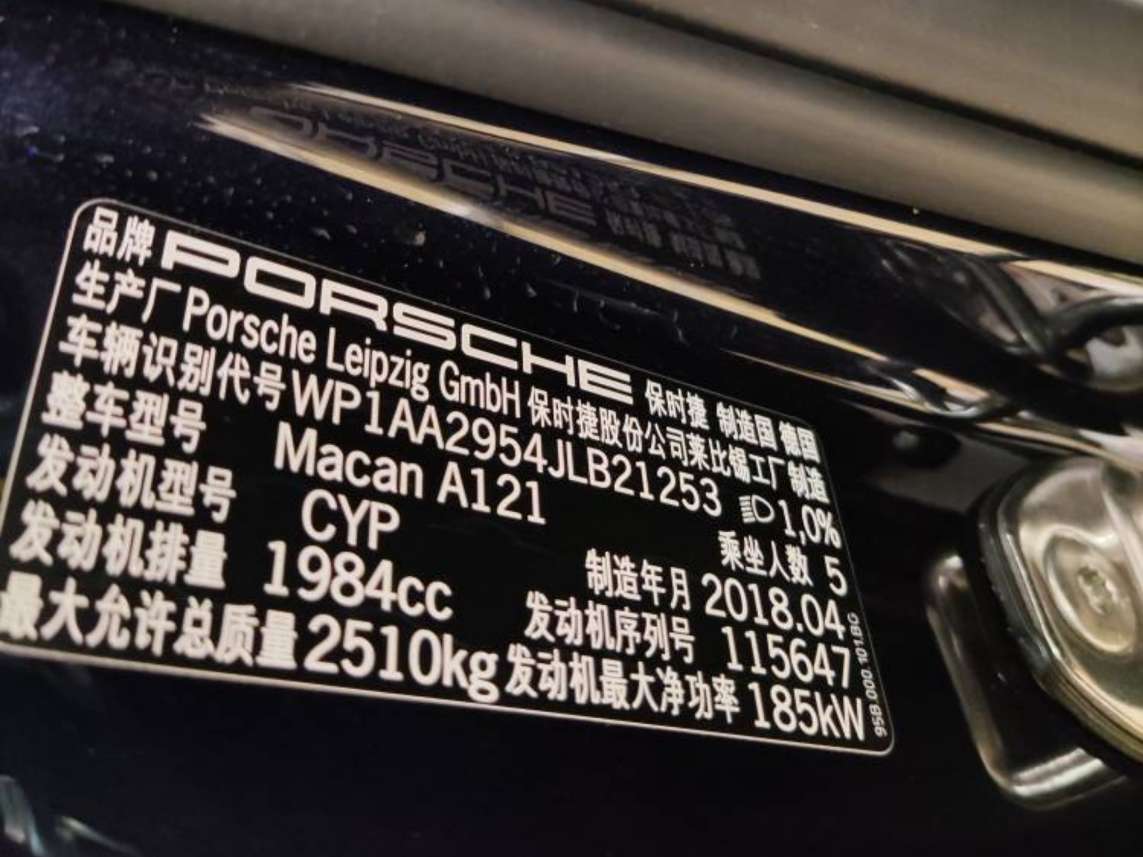 品牌 PORSCHE 保时捷 制造国 德国
生产厂 Porsche Leipzig GmbH 保时捷股份公司莱比锡工厂制造
车辆识别代号 WP1AA2954JLB21253 1,0%
整车型号 Macan A121 乘坐人数 5
发动机型号 CYP 制造年月 2018.04
发动机排量 1984cc 发动机序列号 115647
最大允许总质量 2510kg 发动机最大净功率 185kW
95B.000.101.BG